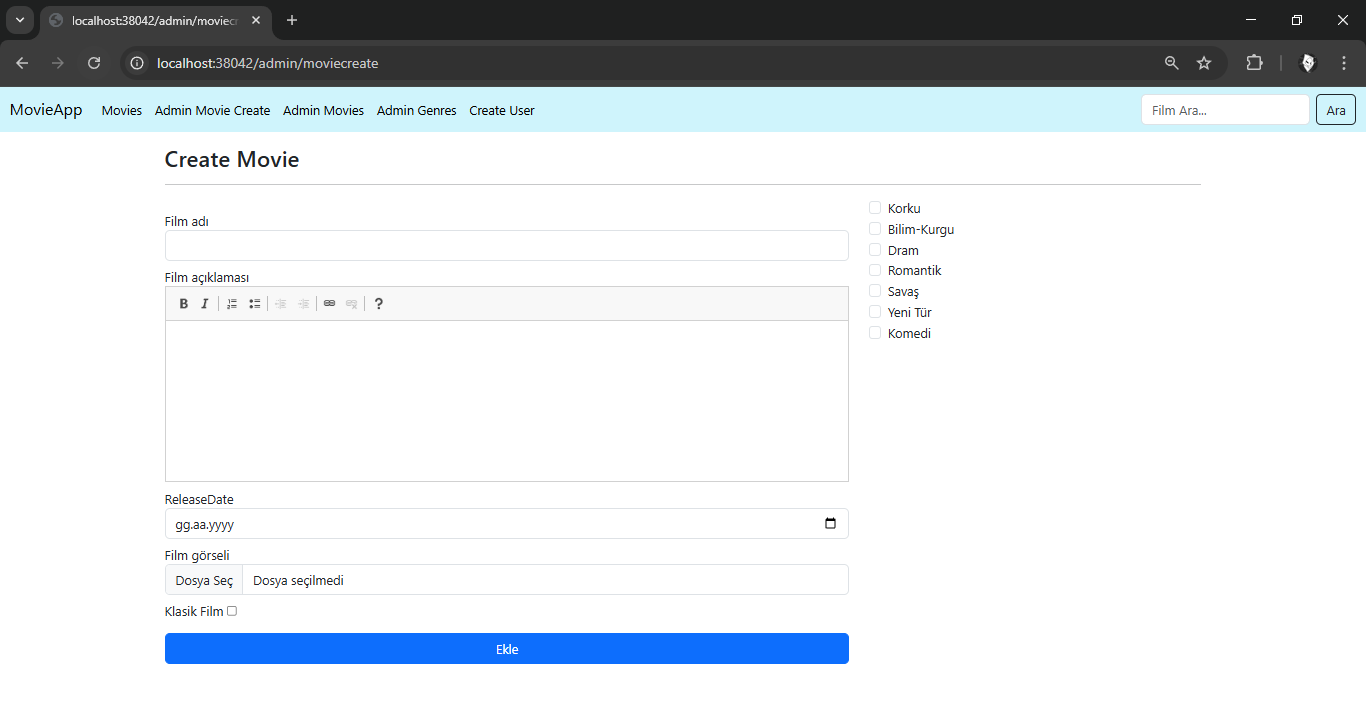 localhost:38042/admin/moviec
localhost:38042/admin/moviecreate
MovieApp Movies Admin Movie Create Admin Movies Admin Genres Create User Film Ara... Ara
Create Movie
Film adı
Film açıklaması
B I ?
ReleaseDate
gg.aa.yyyy
Film görseli
Dosya Seç Dosya seçilmedi
Klasik Film
Ekle
Korku
Bilim-Kurgu
Dram
Romantik
Savaş
Yeni Tür
Komedi